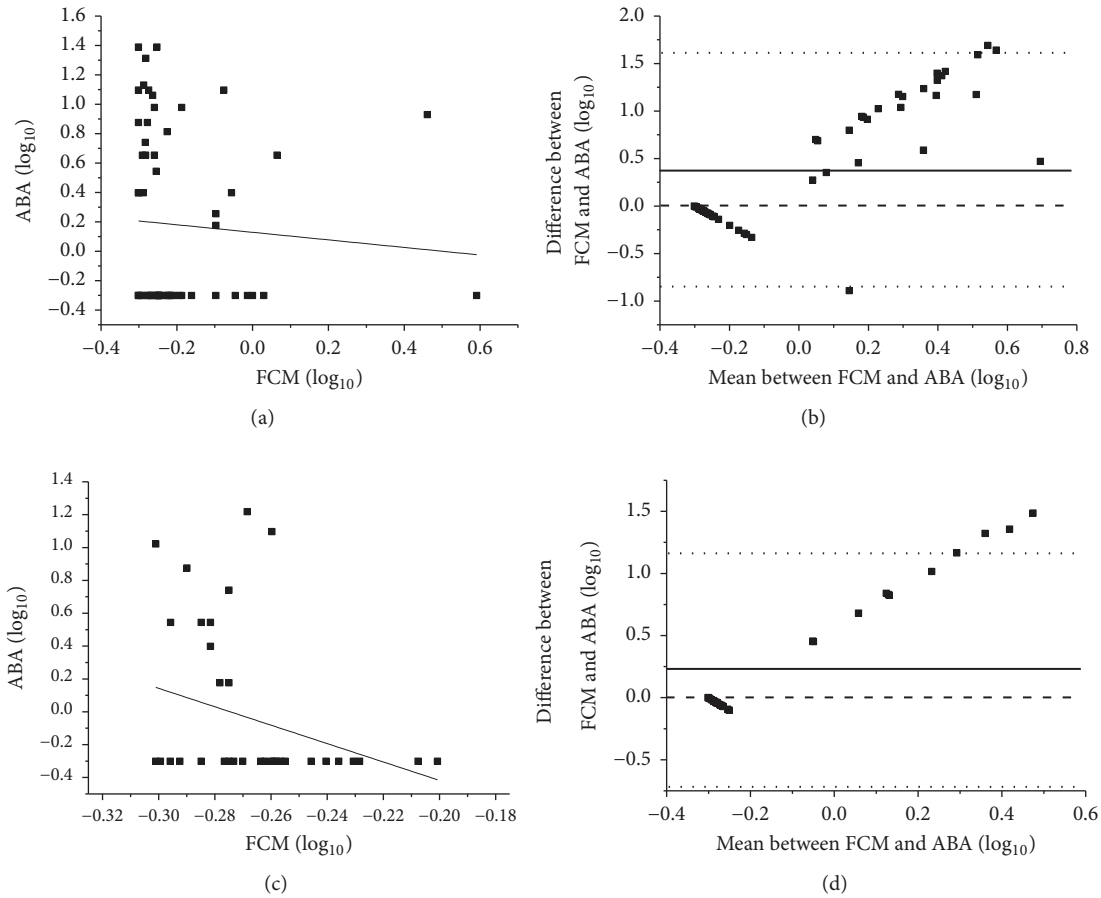 1.6
1.4
1.2
1.0
0.8
0.6
0.4
0.2
0.0
−0.2
−0.4
ABA (log10)
−0.4 −0.2 0.0 0.2 0.4 0.6
FCM (log10)
(a)
2.0
1.5
1.0
0.5
0.0
−0.5
−1.0
Difference between
FCM and ABA (log10)
−0.4 −0.2 0.0 0.2 0.4 0.6 0.8
Mean between FCM and ABA (log10)
(b)
1.4
1.2
1.0
0.8
0.6
0.4
0.2
0.0
−0.2
−0.4
ABA (log10)
−0.32 −0.30 −0.28 −0.26 −0.24 −0.22 −0.20 −0.18
FCM (log10)
(c)
1.5
1.0
0.5
0.0
−0.5
Difference between
FCM and ABA (log10)
−0.4 −0.2 0.0 0.2 0.4 0.6
Mean between FCM and ABA (log10)
(d)